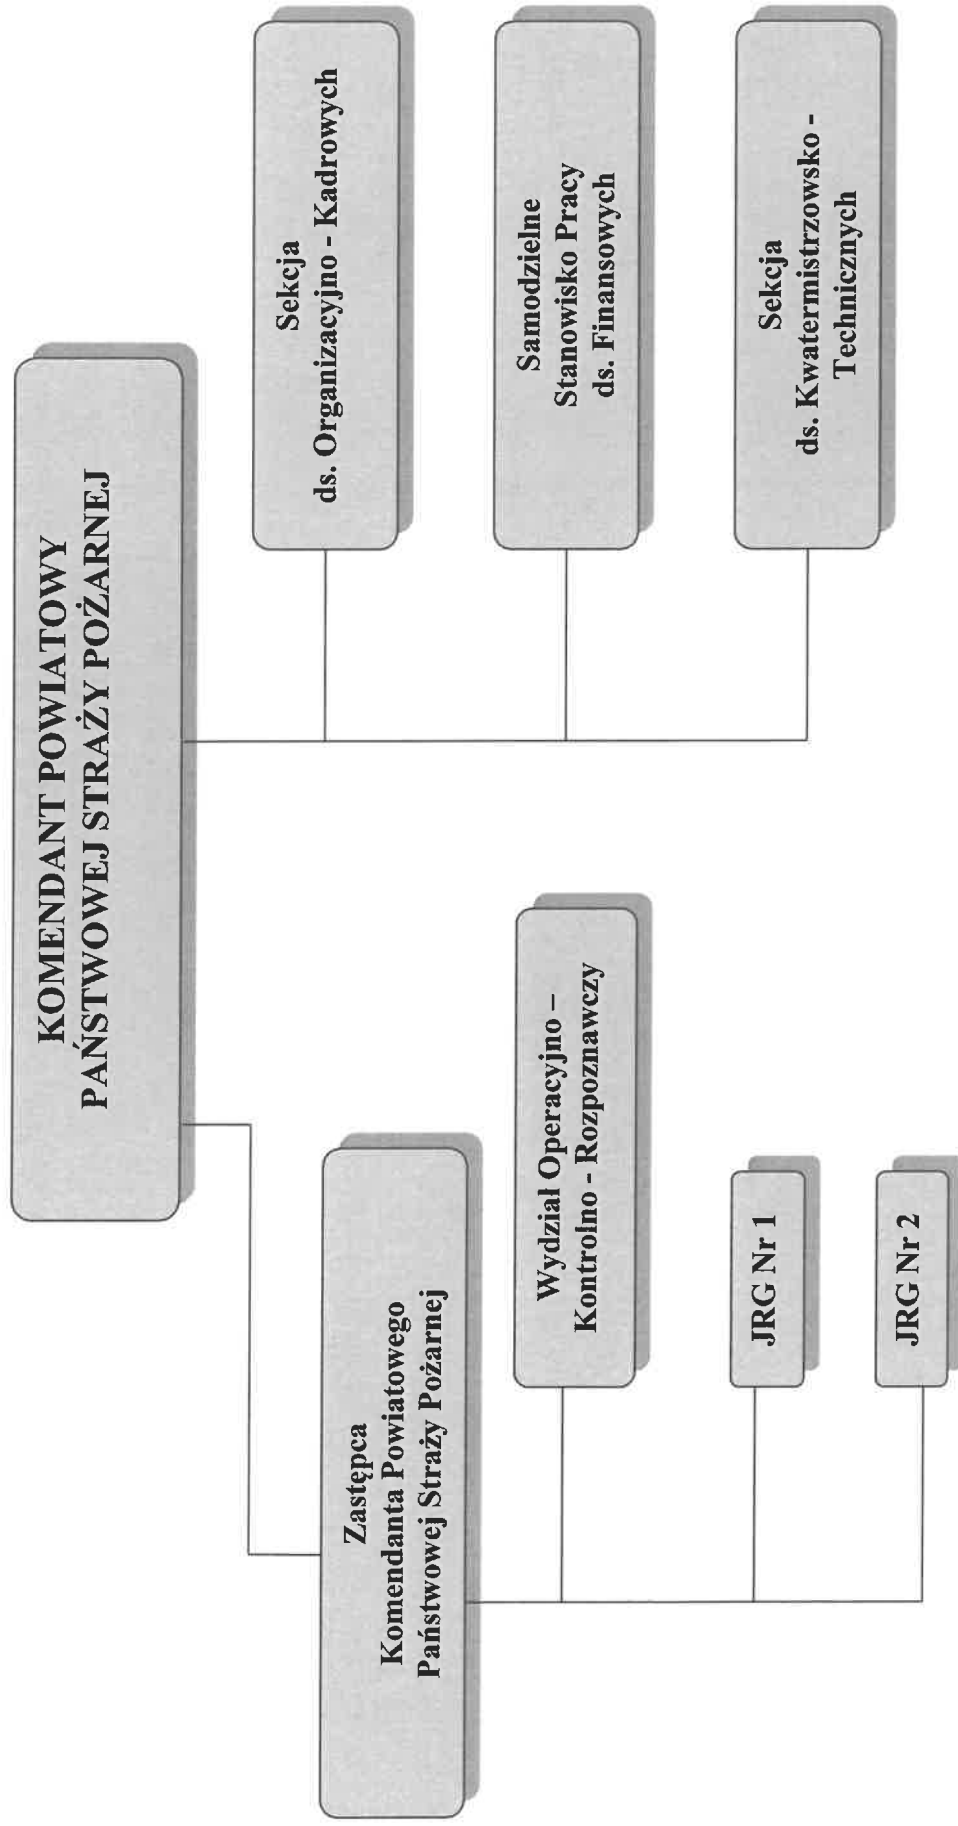 KOMENDANT POWIATOWY
PAŃSTWOWEJ STRAŻY POŻARNEJ
Zastępca
Komendanta Powiatowego
Państwowej Straży Pożarnej
Wydział Operacyjno –
Kontrolno - Rozpoznawczy
JRG Nr 1
JRG Nr 2
Sekcja
ds. Organizacyjno - Kadrowych
Samodzielne
Stanowisko Pracy
ds. Finansowych
Sekcja
ds. Kwatermistrzowsko -
Technicznych